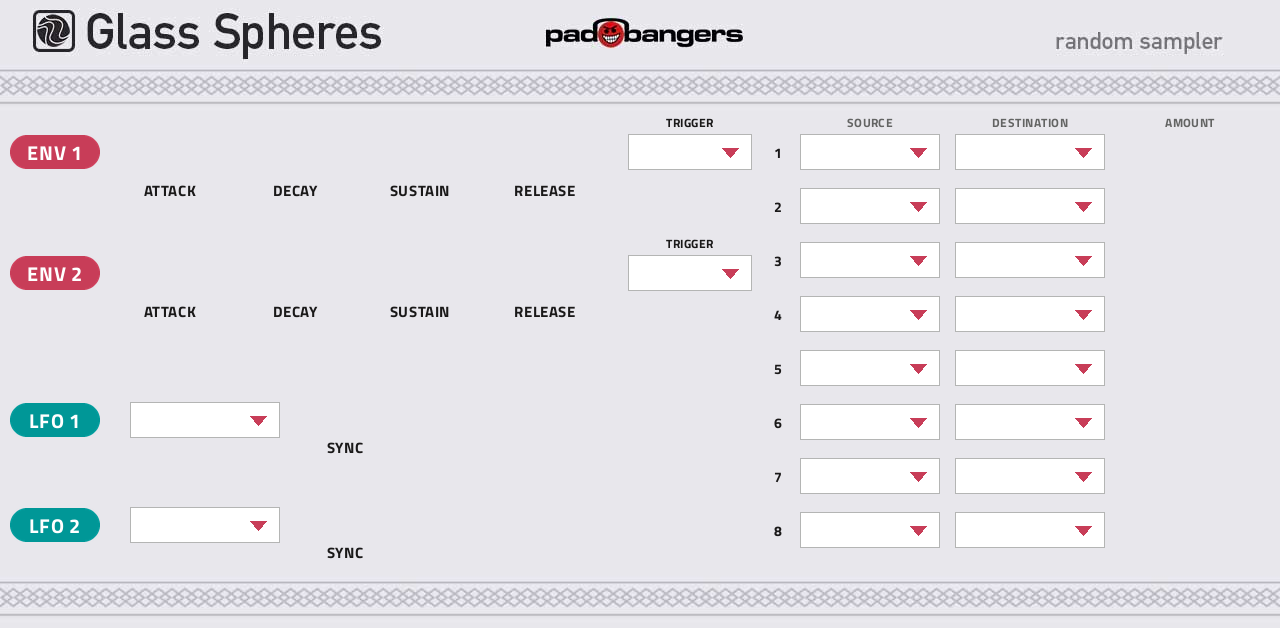 Glass Spheres
padbangers
random sampler
TRIGGER
SOURCE
DESTINATION
AMOUNT
ENV 1
1
ATTACK
DECAY
SUSTAIN
RELEASE
2
TRIGGER
ENV 2
3
ATTACK
DECAY
SUSTAIN
RELEASE
4
5
LFO 1
6
SYNC
7
LFO 2
8
SYNC